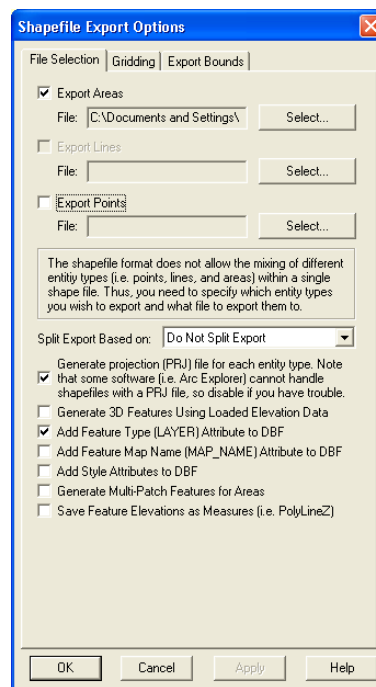 Shapefile Export Options
File Selection Gridding Export Bounds
Export Areas
File: C:\Documents and Settings\ Select...
Export Lines
File: Select...
Export Points
File: Select...
The shapefile format does not allow the mixing of different
entitiy types (i.e. points, lines, and areas) within a single
shape file. Thus, you need to specify which entity types
you wish to export and what file to export them to.
Split Export Based on: Do Not Split Export
Generate projection (PRJ) file for each entity type. Note
that some software (i.e. Arc Explorer) cannot handle
shapefiles with a PRJ file, so disable if you have trouble.
Generate 3D Features Using Loaded Elevation Data
Add Feature Type (LAYER) Attribute to DBF
Add Feature Map Name (MAP_NAME) Attribute to DBF
Add Style Attributes to DBF
Generate Multi-Patch Features for Areas
Save Feature Elevations as Measures (i.e. PolyLineZ)
OK Cancel Apply Help